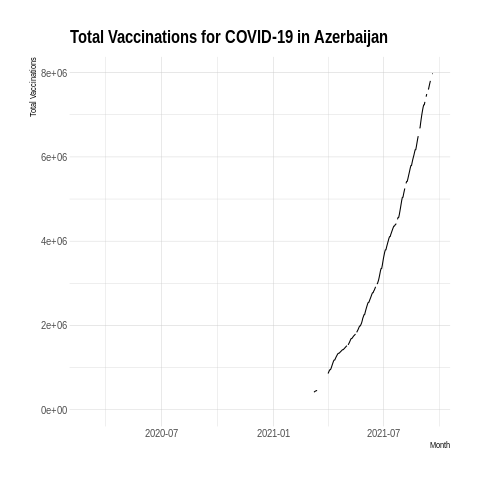 Total Vaccinations for COVID-19 in Azerbaijan
Total Vaccinations
8e+06
6e+06
4e+06
2e+06
0e+00
2020-07 2021-01 2021-07
Month